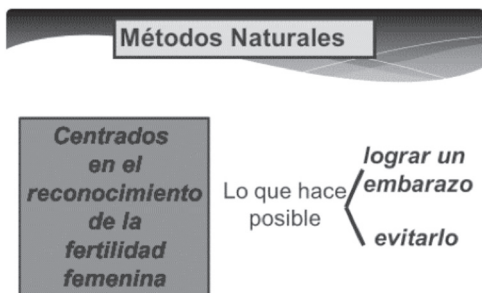 Métodos Naturales
Centrados
en el
reconocimiento
de la
fertilidad
femenina
Lo que hace
posible
lograr un
embarazo
evitarlo